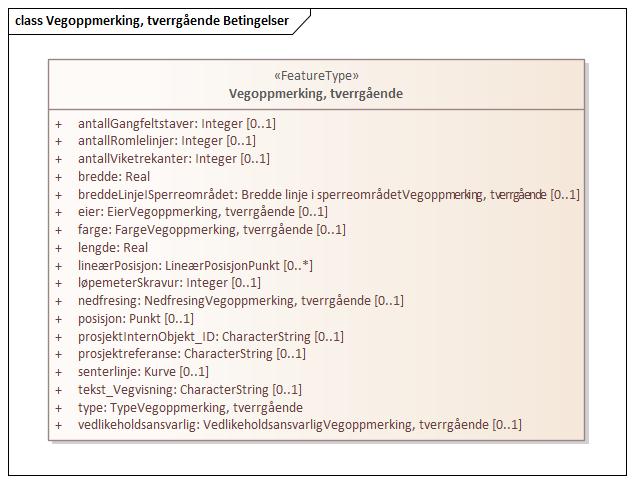 class Vegoppmerking, tverrgående Betingelser
«FeatureType»
Vegoppmerking, tverrgående
+ antallGangfeltstaver: Integer [0..1]
+ antallRomlelinjer: Integer [0..1]
+ antallViketrekanter: Integer [0..1]
+ bredde: Real
+ breddeLinjeISperreområdet: Bredde linje i sperreområdetVegoppmerking, tverrgående [0..1]
+ eier: EierVegoppmerking, tverrgående [0..1]
+ farge: FargeVegoppmerking, tverrgående [0..1]
+ lengde: Real
+ lineærPosisjon: LineærPosisjonPunkt [0..*]
+ løpemeterSkravur: Integer [0..1]
+ nedfresing: NedfresingVegoppmerking, tverrgående [0..1]
+ posisjon: Punkt [0..1]
+ prosjektInternObjekt_ID: CharacterString [0..1]
+ prosjektreferanse: CharacterString [0..1]
+ senterlinje: Kurve [0..1]
+ tekst_Vegvisning: CharacterString [0..1]
+ type: TypeVegoppmerking, tverrgående
+ vedlikeholdsansvarlig: VedlikeholdsansvarligVegoppmerking, tverrgående [0..1]